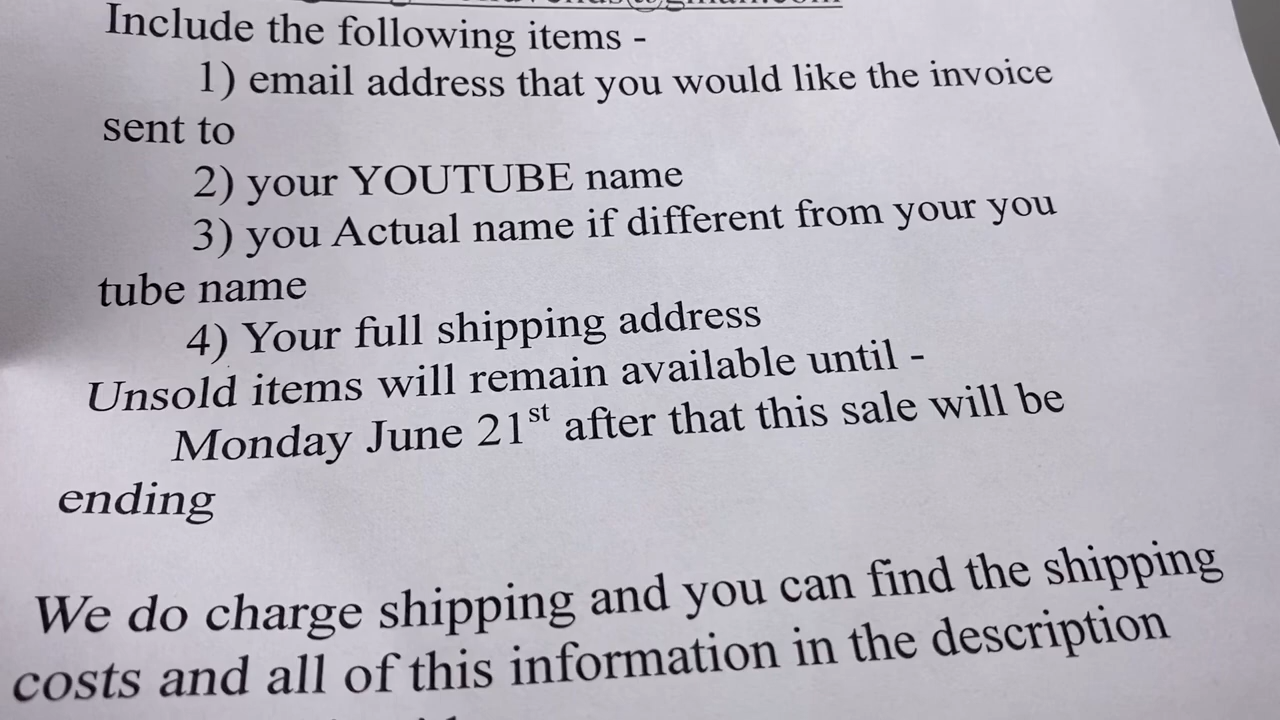 Include the following items -
1) email address that you would like the invoice
sent to
2) your YOUTUBE name
3) you Actual name if different from your you
tube name
4) Your full shipping address
Unsold items will remain available until -
Monday June 21st after that this sale will be
ending
We do charge shipping and you can find the shipping
costs and all of this information in the description